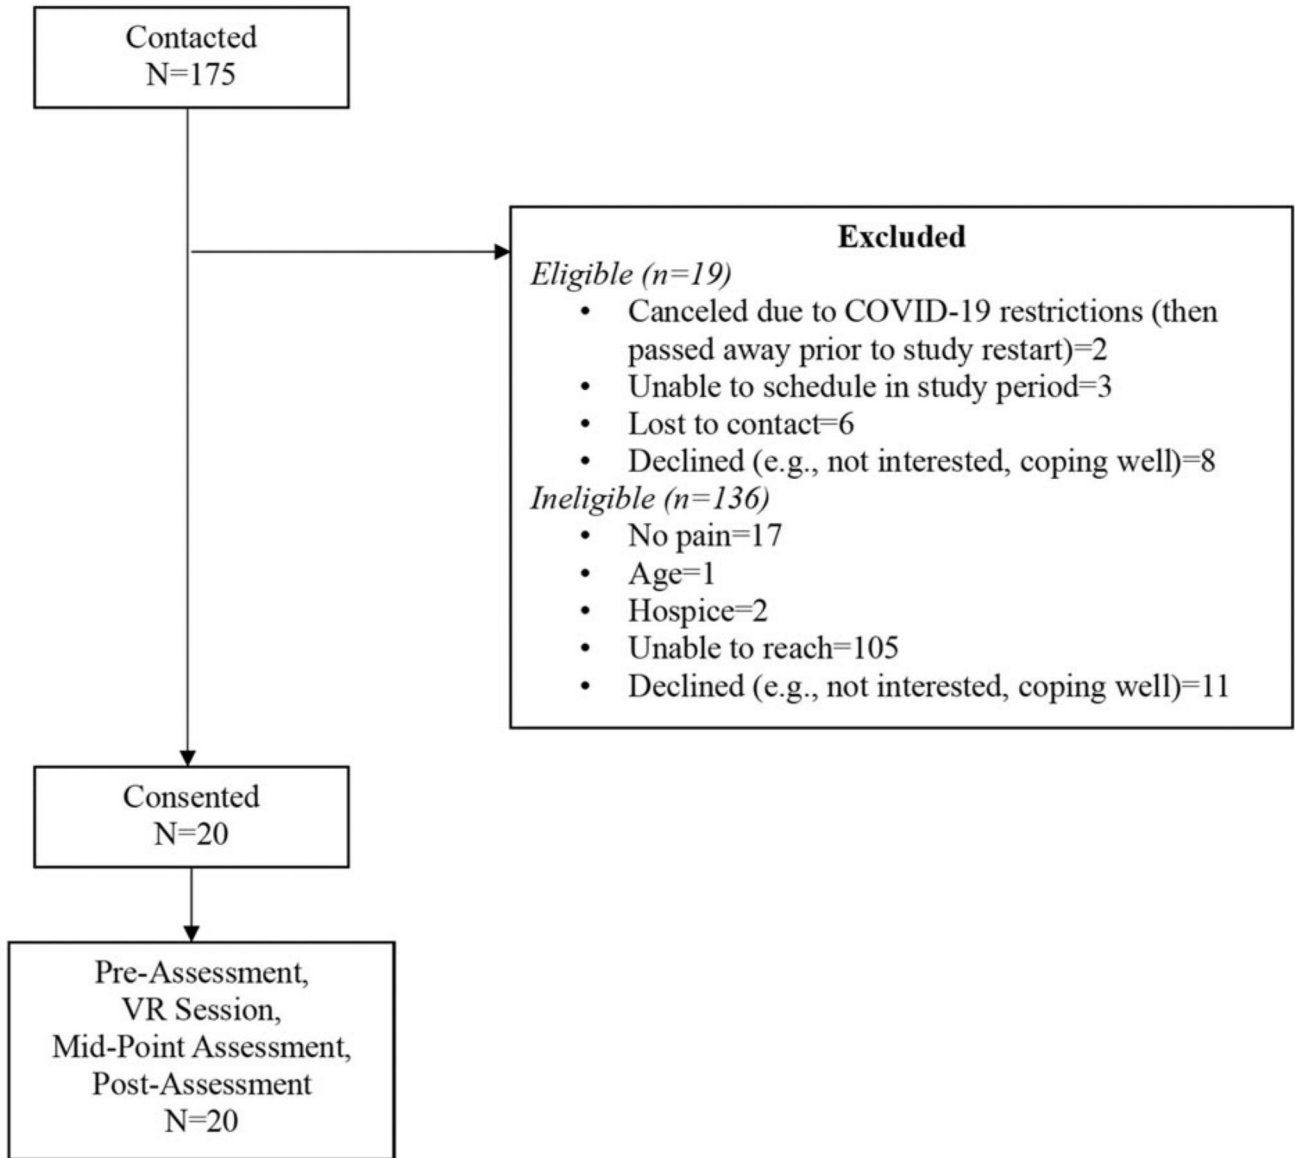 Contacted
N=175
Excluded
Eligible (n=19)
• Canceled due to COVID-19 restrictions (then
passed away prior to study restart)=2
• Unable to schedule in study period=3
• Lost to contact=6
• Declined (e.g., not interested, coping well)=8
Ineligible (n=136)
• No pain=17
• Age=1
• Hospice=2
• Unable to reach=105
• Declined (e.g., not interested, coping well)=11
Consented
N=20
Pre-Assessment,
VR Session,
Mid-Point Assessment,
Post-Assessment
N=20